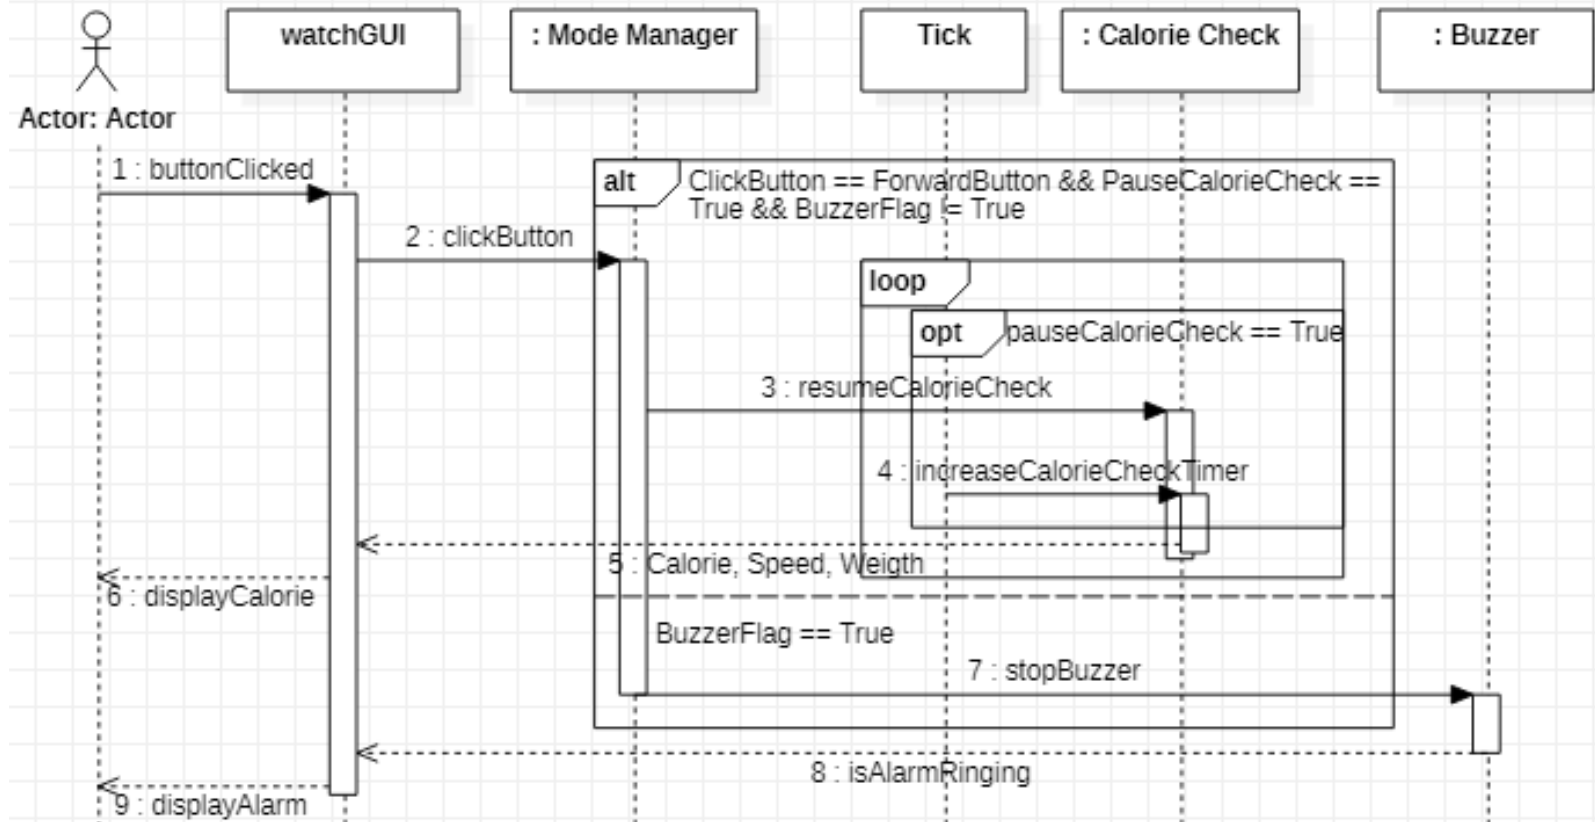 watchGUI
: Mode Manager
Tick
: Calorie Check
: Buzzer
Actor: Actor
1 : buttonClicked
alt
ClickButton == ForwardButton && PauseCalorieCheck ==
True && BuzzerFlag != True
2 : clickButton
loop
opt
pauseCalorieCheck == True
3 : resumeCalorieCheck
4 : increaseCalorieCheckTimer
5 : Calorie, Speed, Weigth
6 : displayCalorie
BuzzerFlag == True
7 : stopBuzzer
8 : isAlarmRinging
9 : displayAlarm